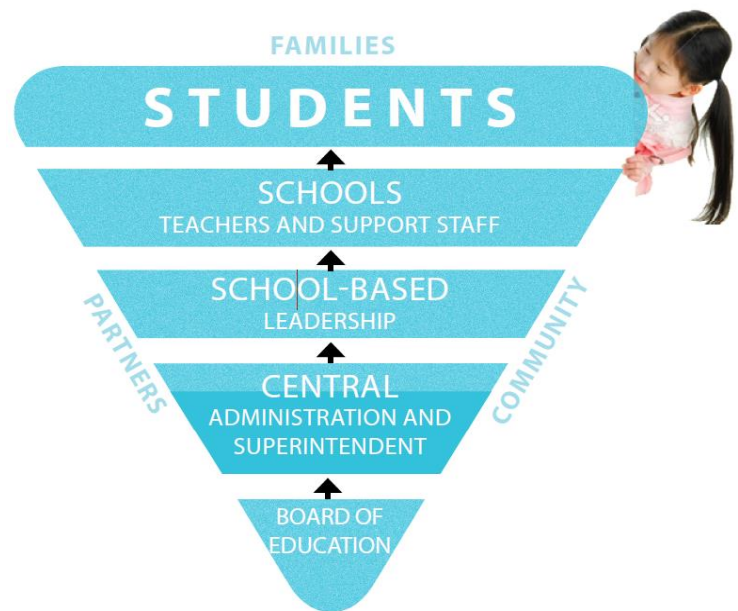 FAMILIES
STUDENTS
SCHOOLS
TEACHERS AND SUPPORT STAFF
SCHOOL-BASED
LEADERSHIP
PARTNERS
COMMUNITY
CENTRAL
ADMINISTRATION AND
SUPERINTENDENT
BOARD OF
EDUCATION